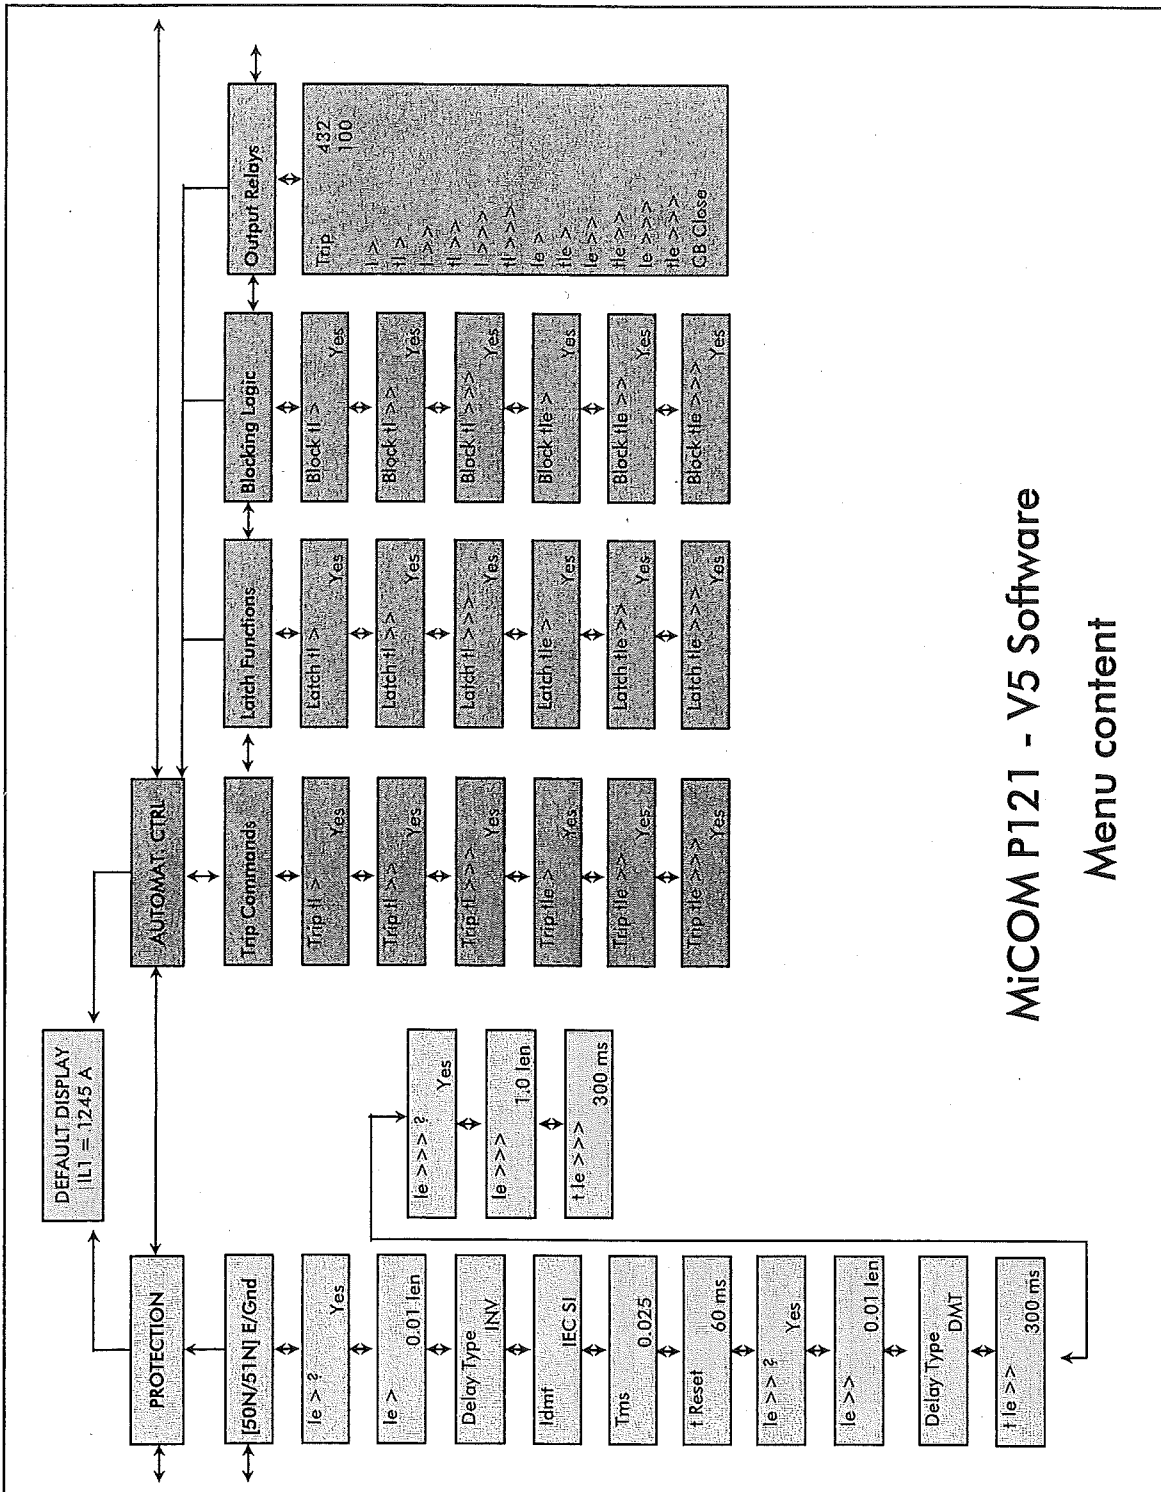 DEFAULT DISPLAY
IL1 = .1245 A
PROTECTION
AUTOMAT. CTRL
[50N/51N] E/Gnd
Ie > ?
Yes
Ie >
0.01 Ien
Delay Type
INV
Idmt
IEC SI
Tms
0.025
t Reset
60 ms
Ie >> ?
Yes
Ie >>
0.01 Ien
Delay Type
DMT
t Ie >>
300 ms
Ie >>> ?
Yes
Ie >>>
1.0 Ien
t Ie >>>
300 ms
Trip Commands
Trip tI >
Yes
Trip tI >>
Yes
Trip tI >>>
Yes
Trip tIe >
Yes
Trip tIe >>
Yes
Trip tIe >>>
Yes
Latch Functions
Latch tI >
Yes
Latch tI >>
Yes
Latch tI >>>
Yes
Latch tIe >
Yes
Latch tIe >>
Yes
Latch tIe >>>
Yes
Blocking Logic
Block tI >
Yes
Block tI >>
Yes
Block tI >>>
Yes
Block tIe >
Yes
Block tIe >>
Yes
Block tIe >>>
Yes
Output Relays
Trip 432
I > 100
tI >
I >>
tI >>
I >>>
tI >>>
Ie >
tIe >
Ie >>
tIe >>
Ie >>>
tIe >>>
CB Close
MiCOM P121 - V5 Software
Menu content